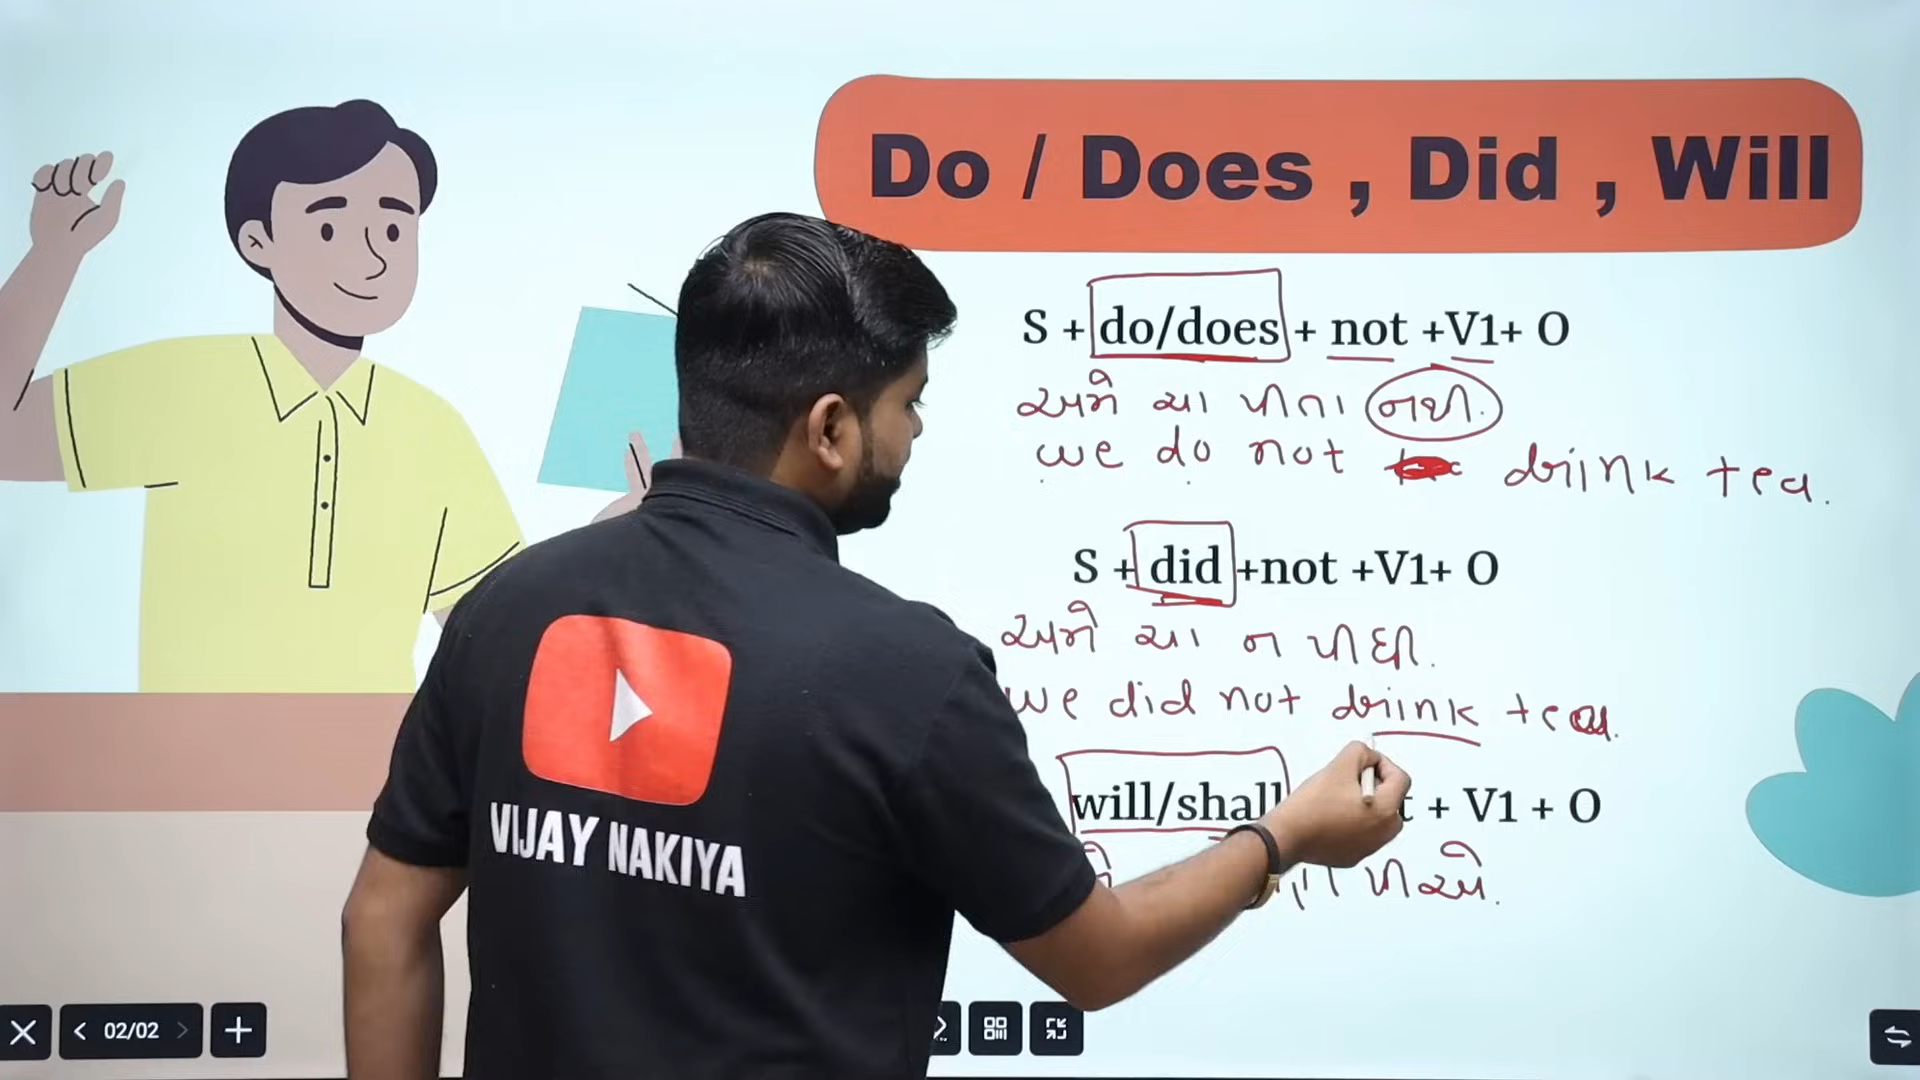 Do / Does , Did , Will
S + do/does + not +V1+ O
અમે ચા પીતા નથી.
we do not drink tea.
S + did +not +V1+ O
અમે ચા ન પીધી.
we did not drink tea.
will/shall + V1 + O
પીશે.
VIJAY NAKIYA
02/02